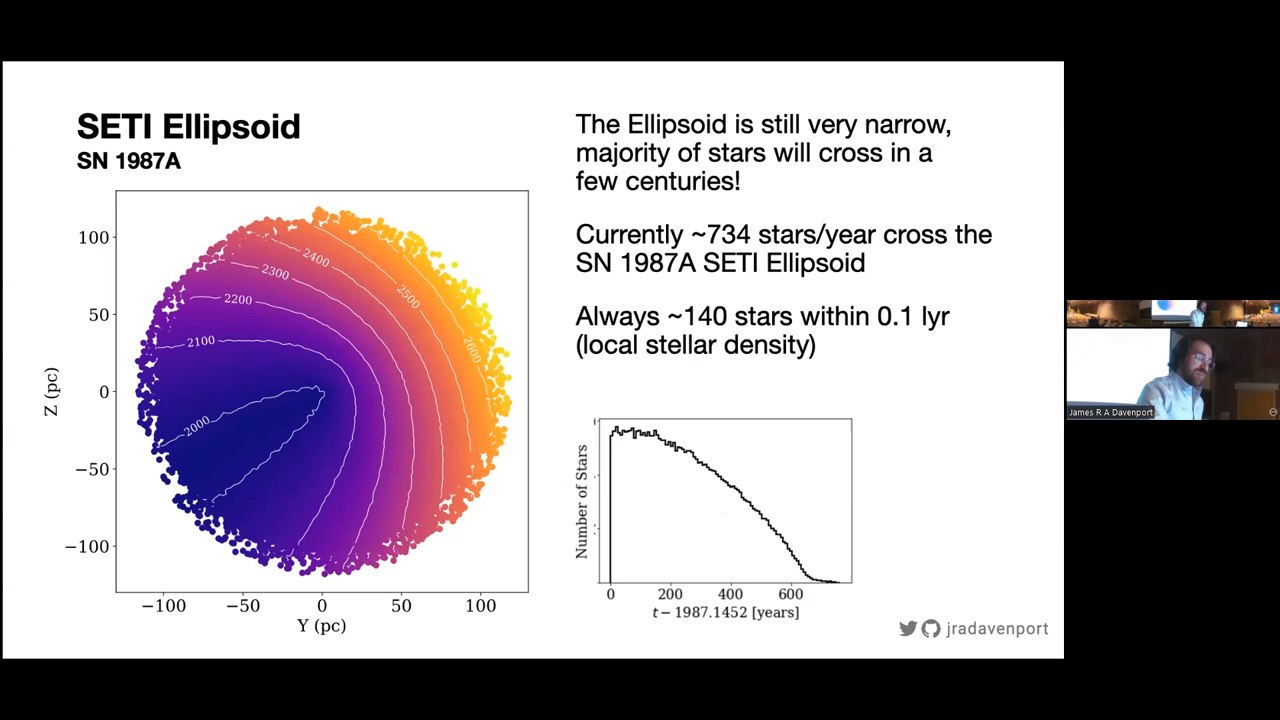 SETI Ellipsoid
SN 1987A
The Ellipsoid is still very narrow,
majority of stars will cross in a
few centuries!
Currently ~734 stars/year cross the
SN 1987A SETI Ellipsoid
Always ~140 stars within 0.1 lyr
(local stellar density)
Z (pc)
100
50
0
−50
−100
−100 −50 0 50 100
Y (pc)
2000
2100
2200
2300
2400
2500
2600
Number of Stars
0 200 400 600
t − 1987.1452 [years]
jradavenport
James R A Davenport